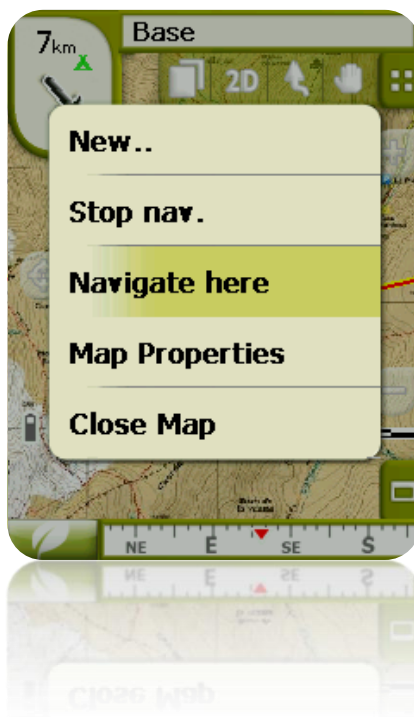 7km
Base
2D
New..
Stop nav.
Navigate here
Map Properties
Close Map
NE E SE S